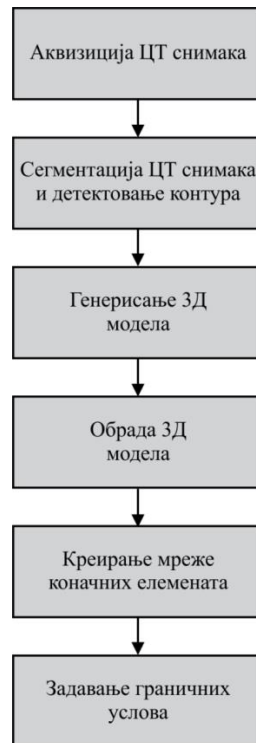 Аквизиција ЦТ снимака
Сегментација ЦТ снимака
и детектовање контура
Генерисање 3Д
модела
Обрада 3Д
модела
Креирање мреже
коначних елемената
Задавање граничних
услова